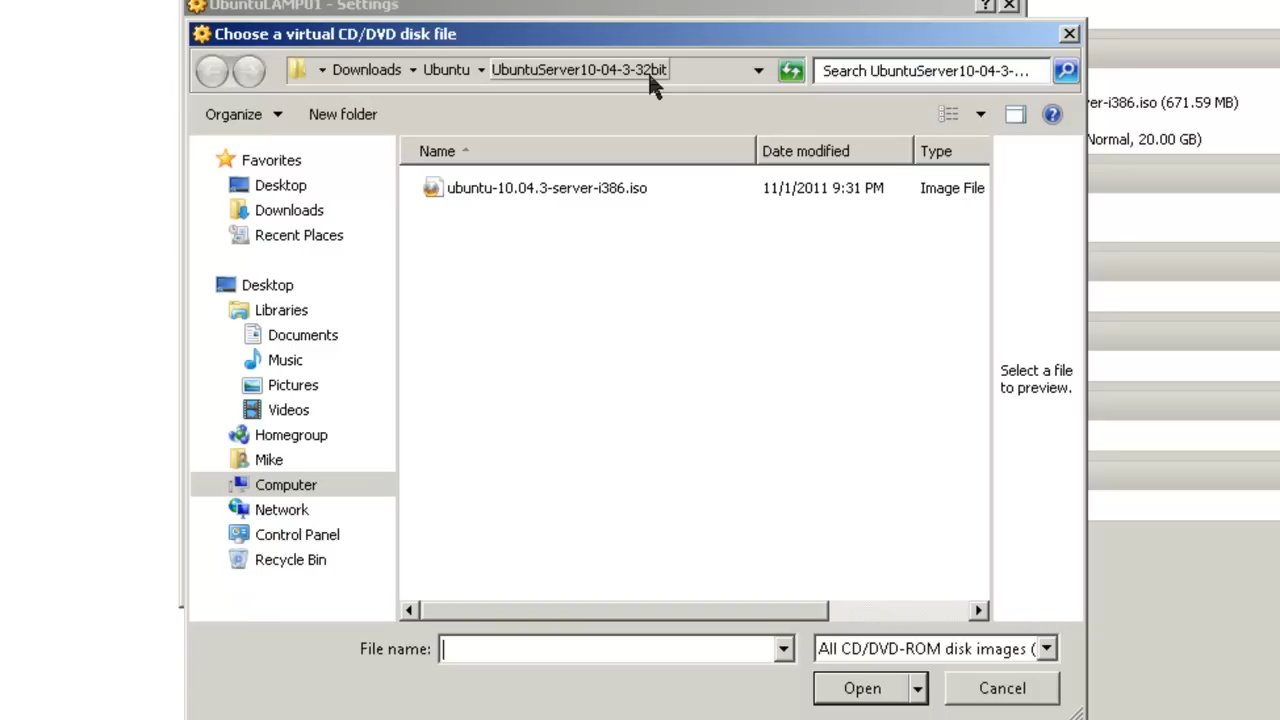 UbuntuLAMP01 - Settings
Choose a virtual CD/DVD disk file
Downloads Ubuntu UbuntuServer10-04-3-32bit
Search UbuntuServer10-04-3-...
Organize New folder
er-i386.iso (671.59 MB)
Normal, 20.00 GB)
Name Date modified Type
ubuntu-10.04.3-server-i386.iso 11/1/2011 9:31 PM Image File
Favorites
Desktop
Downloads
Recent Places
Desktop
Libraries
Documents
Music
Pictures
Videos
Homegroup
Mike
Computer
Network
Control Panel
Recycle Bin
Select a file
to preview.
File name:
All CD/DVD-ROM disk images (
Open Cancel